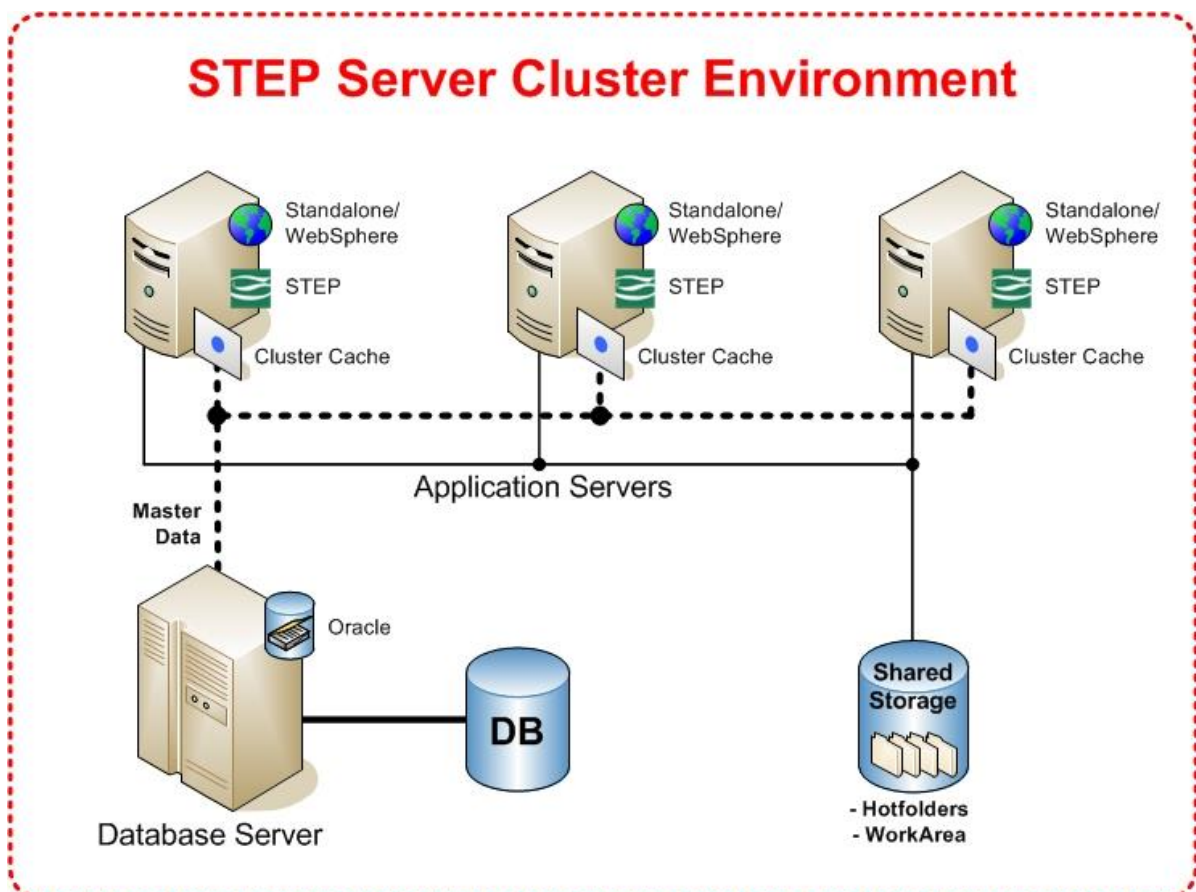 STEP Server Cluster Environment
Standalone/
WebSphere
STEP
Cluster Cache
Standalone/
WebSphere
STEP
Cluster Cache
Standalone/
WebSphere
STEP
Cluster Cache
Application Servers
Master
Data
Oracle
DB
Shared
Storage
- Hotfolders
- WorkArea
Database Server